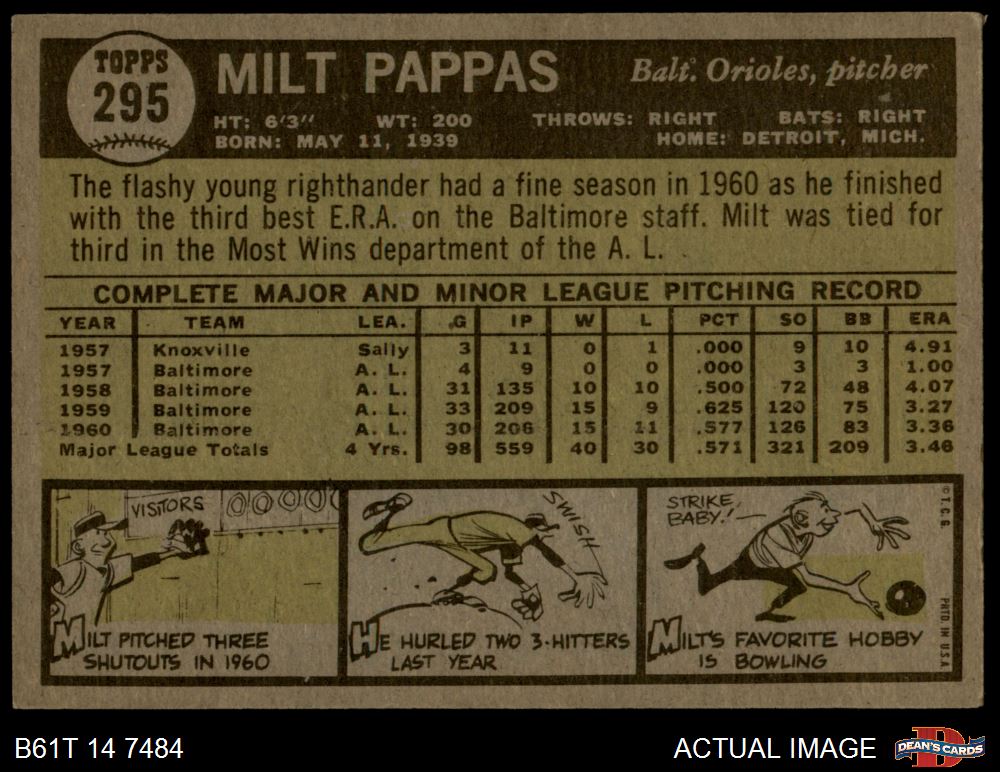 TOPPS
295
MILT PAPPAS
Balt. Orioles, pitcher
HT: 6'3" WT: 200 THROWS: RIGHT BATS: RIGHT
BORN: MAY 11, 1939 HOME: DETROIT, MICH.
The flashy young righthander had a fine season in 1960 as he finished
with the third best E.R.A. on the Baltimore staff. Milt was tied for
third in the Most Wins department of the A. L.
COMPLETE MAJOR AND MINOR LEAGUE PITCHING RECORD
YEAR TEAM LEA. G IP W L PCT SO BB ERA
1957 Knoxville Sally 3 11 0 1 .000 9 10 4.91
1957 Baltimore A. L. 4 9 0 0 .000 3 3 1.00
1958 Baltimore A. L. 31 135 10 10 .500 72 48 4.07
1959 Baltimore A. L. 33 209 15 9 .625 120 75 3.27
1960 Baltimore A. L. 30 206 15 11 .577 126 83 3.36
Major League Totals 4 Yrs. 98 559 40 30 .571 321 209 3.46
VISITORS 0000
MILT PITCHED THREE
SHUTOUTS IN 1960
SWISH
HE HURLED TWO 3-HITTERS
LAST YEAR
STRIKE,
BABY!
MILT'S FAVORITE HOBBY
IS BOWLING
© T. C. G.
PRTD. IN U.S.A.
B61T 14 7484
ACTUAL IMAGE
D
DEAN'S CARDS